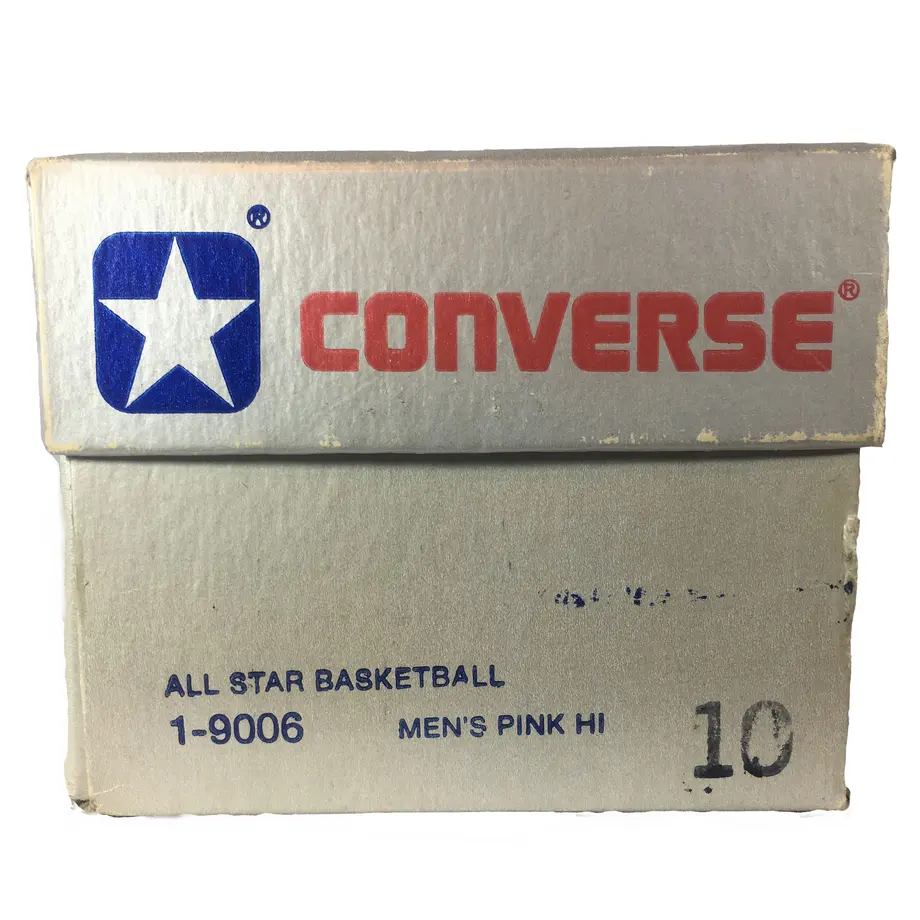 ®
CONVERSE®
ALL STAR BASKETBALL
1-9006 MEN'S PINK HI 10